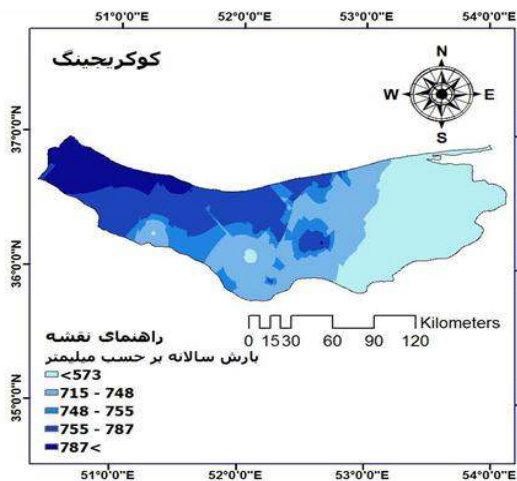 51°0'0"E 52°0'0"E 53°0'0"E 54°0'0"E
کوکریجینگ
N
W E
S
37°0'0"N
36°0'0"N
35°0'0"N
Kilometers
0 15 30 60 90 120
راهنمای نقشه
بارش سالانه بر حسب میلیمتر
<573
715 - 748
748 - 755
755 - 787
787<
51°0'0"E 52°0'0"E 53°0'0"E 54°0'0"E